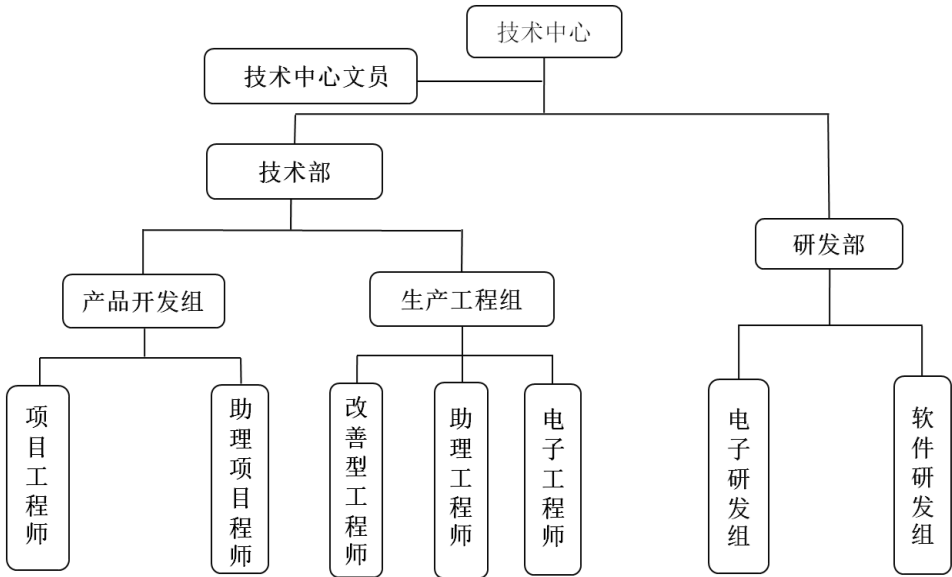 技术中心
技术中心文员
技术部
研发部
产品开发组
生产工程组
项目工程师
助理项目程师
改善型工程师
助理工程师
电子工程师
电子研发组
软件研发组